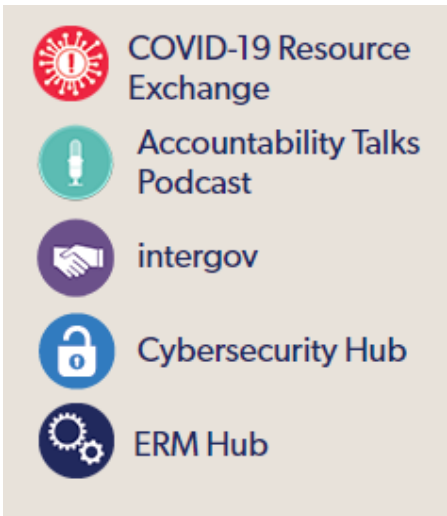 COVID-19 Resource
Exchange
Accountability Talks
Podcast
intergov
Cybersecurity Hub
ERM Hub